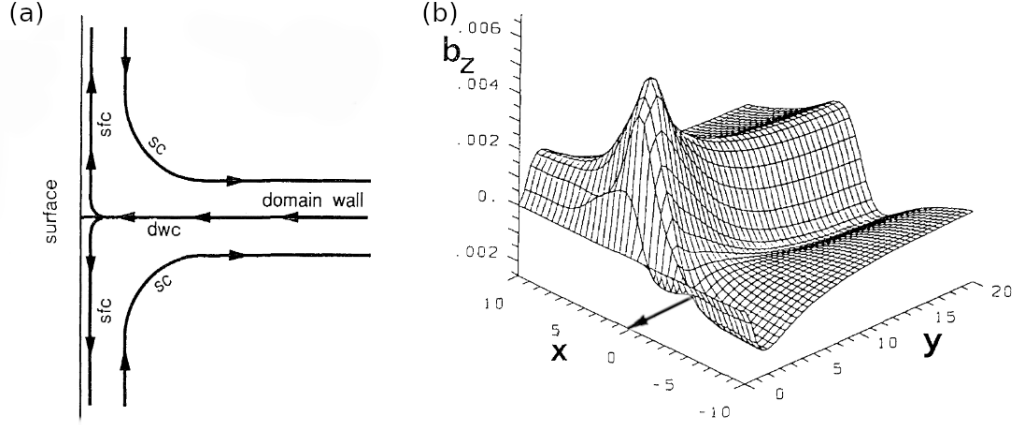 (a)
sfc
sc
surface
domain wall
dwc
sfc
sc
(b)
.006
b_z
.004
.002
0.
.002
10
5
x
0
-5
-10
0
5
10
y
15
20